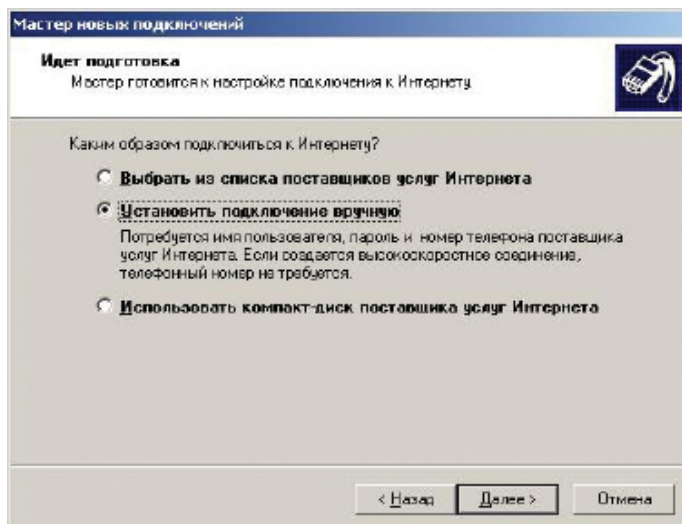 Мастер новых подключений
Идет подготовка
Мастер готовится к настройке подключения к Интернету.
Каким образом подключиться к Интернету?
Выбрать из списка поставщиков услуг Интернета
Установить подключение вручную
Потребуется имя пользователя, пароль и номер телефона поставщика
услуг Интернета. Если создается высокоскоростное соединение,
телефонный номер не требуется.
Использовать компакт-диск поставщика услуг Интернета
< Назад Далее > Отмена